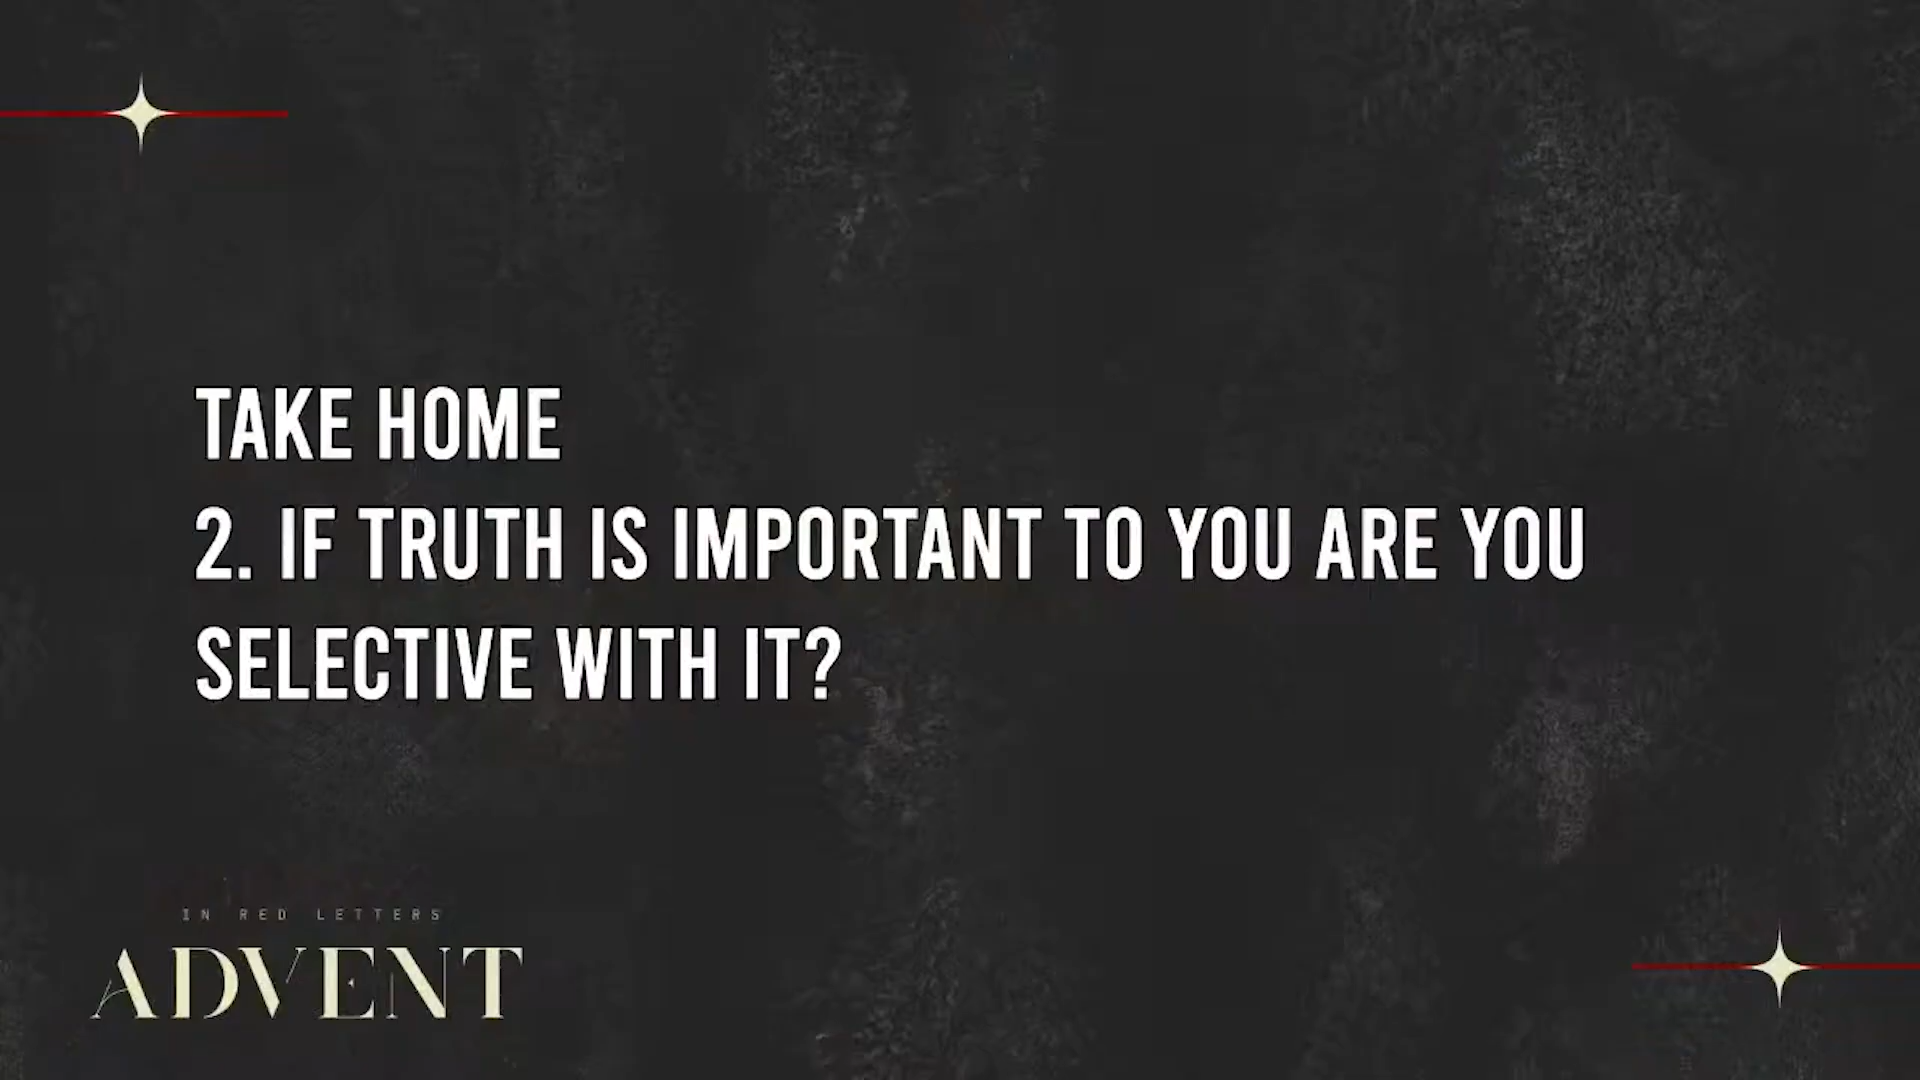 TAKE HOME
2. IF TRUTH IS IMPORTANT TO YOU ARE YOU
SELECTIVE WITH IT?
IN RED LETTERS
ADVENT